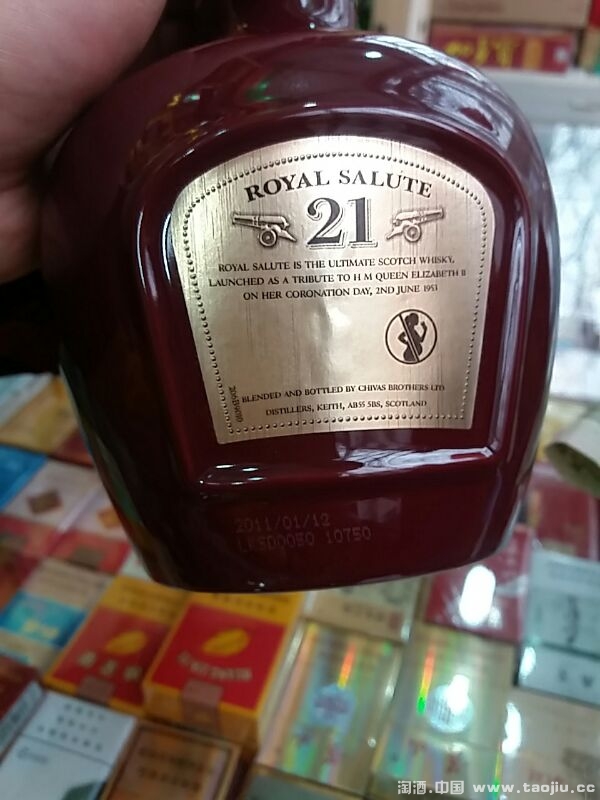 ROYAL SALUTE
21
ROYAL SALUTE IS THE ULTIMATE SCOTCH WHISKY,
LAUNCHED AS A TRIBUTE TO H M QUEEN ELIZABETH II
ON HER CORONATION DAY, 2ND JUNE 1953
BLENDED AND BOTTLED BY CHIVAS BROTHERS LTD
DISTILLERS, KEITH, AB55 5BS, SCOTLAND
2011/01/12
10750
淘酒.中国 www.taojiu.cc